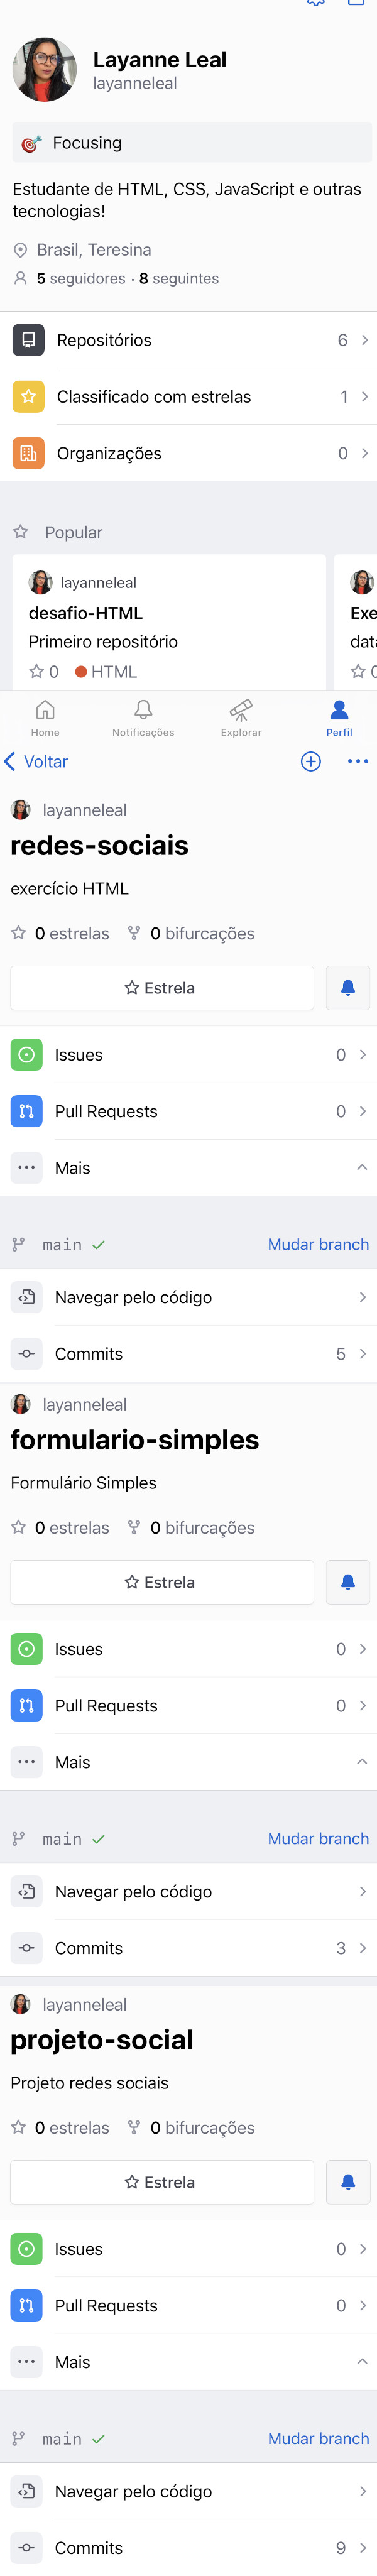 Layanne Leal
layanneleal
Focusing
Estudante de HTML, CSS, JavaScript e outras
tecnologias!
Brasil, Teresina
5 seguidores · 8 seguintes
Repositórios 6
Classificado com estrelas 1
Organizações 0
Popular
layanneleal
desafio-HTML Exe
Primeiro repositório data
0 HTML
Home Notificações Explorar Perfil
Voltar
layanneleal
redes-sociais
exercício HTML
0 estrelas 0 bifurcações
Estrela
Issues 0
Pull Requests 0
Mais
main Mudar branch
Navegar pelo código
Commits 5
layanneleal
formulario-simples
Formulário Simples
0 estrelas 0 bifurcações
Estrela
Issues 0
Pull Requests 0
Mais
main Mudar branch
Navegar pelo código
Commits 3
layanneleal
projeto-social
Projeto redes sociais
0 estrelas 0 bifurcações
Estrela
Issues 0
Pull Requests 0
Mais
main Mudar branch
Navegar pelo código
Commits 9